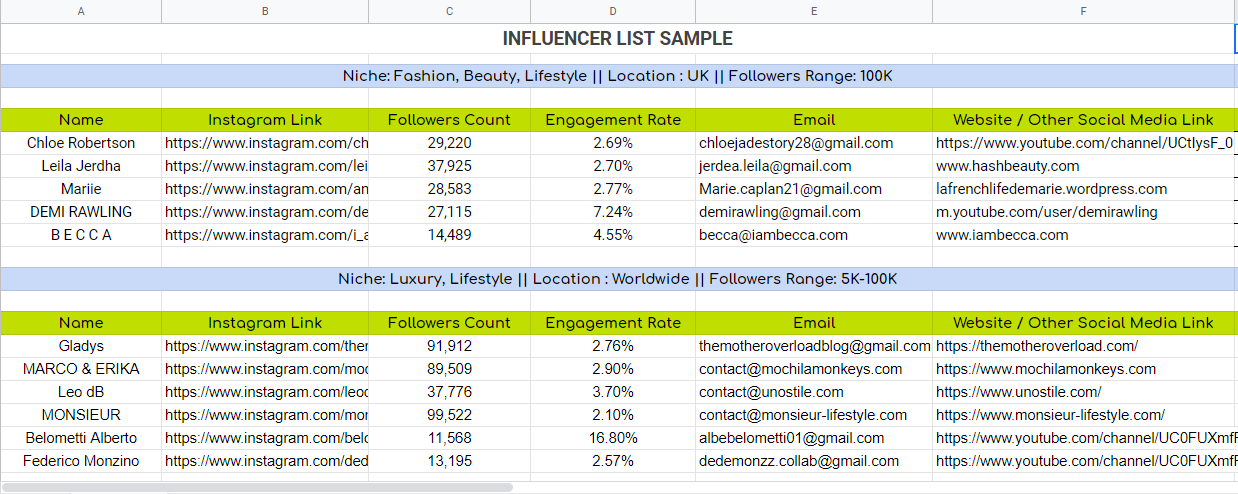 A B C D E F
INFLUENCER LIST SAMPLE
Niche: Fashion, Beauty, Lifestyle || Location : UK || Followers Range: 100K
Name Instagram Link Followers Count Engagement Rate Email Website / Other Social Media Link
Chloe Robertson https://www.instagram.com/ch 29,220 2.69% chloejadestory28@gmail.com https://www.youtube.com/channel/UCtIysF_0
Leila Jerdha https://www.instagram.com/lei 37,925 2.70% jerdea.leila@gmail.com www.hashbeauty.com
Mariie https://www.instagram.com/an 28,583 2.77% Marie.caplan21@gmail.com lafrenchlifedemarie.wordpress.com
DEMI RAWLING https://www.instagram.com/de 27,115 7.24% demirawling@gmail.com m.youtube.com/user/demirawling
B E C C A https://www.instagram.com/i_a 14,489 4.55% becca@iambecca.com www.iambecca.com
Niche: Luxury, Lifestyle || Location : Worldwide || Followers Range: 5K-100K
Name Instagram Link Followers Count Engagement Rate Email Website / Other Social Media Link
Gladys https://www.instagram.com/ther 91,912 2.76% themotheroverloadblog@gmail.com https://themotheroverload.com/
MARCO & ERIKA https://www.instagram.com/moc 89,509 2.90% contact@mochilamonkeys.com https://www.mochilamonkeys.com
Leo dB https://www.instagram.com/leoc 37,776 3.70% contact@unostile.com https://www.unostile.com/
MONSIEUR https://www.instagram.com/mor 99,522 2.10% contact@monsieur-lifestyle.com https://www.monsieur-lifestyle.com/
Belometti Alberto https://www.instagram.com/belo 11,568 16.80% albebelometti01@gmail.com https://www.youtube.com/channel/UC0FUXmfF
Federico Monzino https://www.instagram.com/ded 13,195 2.57% dedemonzz.collab@gmail.com https://www.youtube.com/channel/UC0FUXmfF